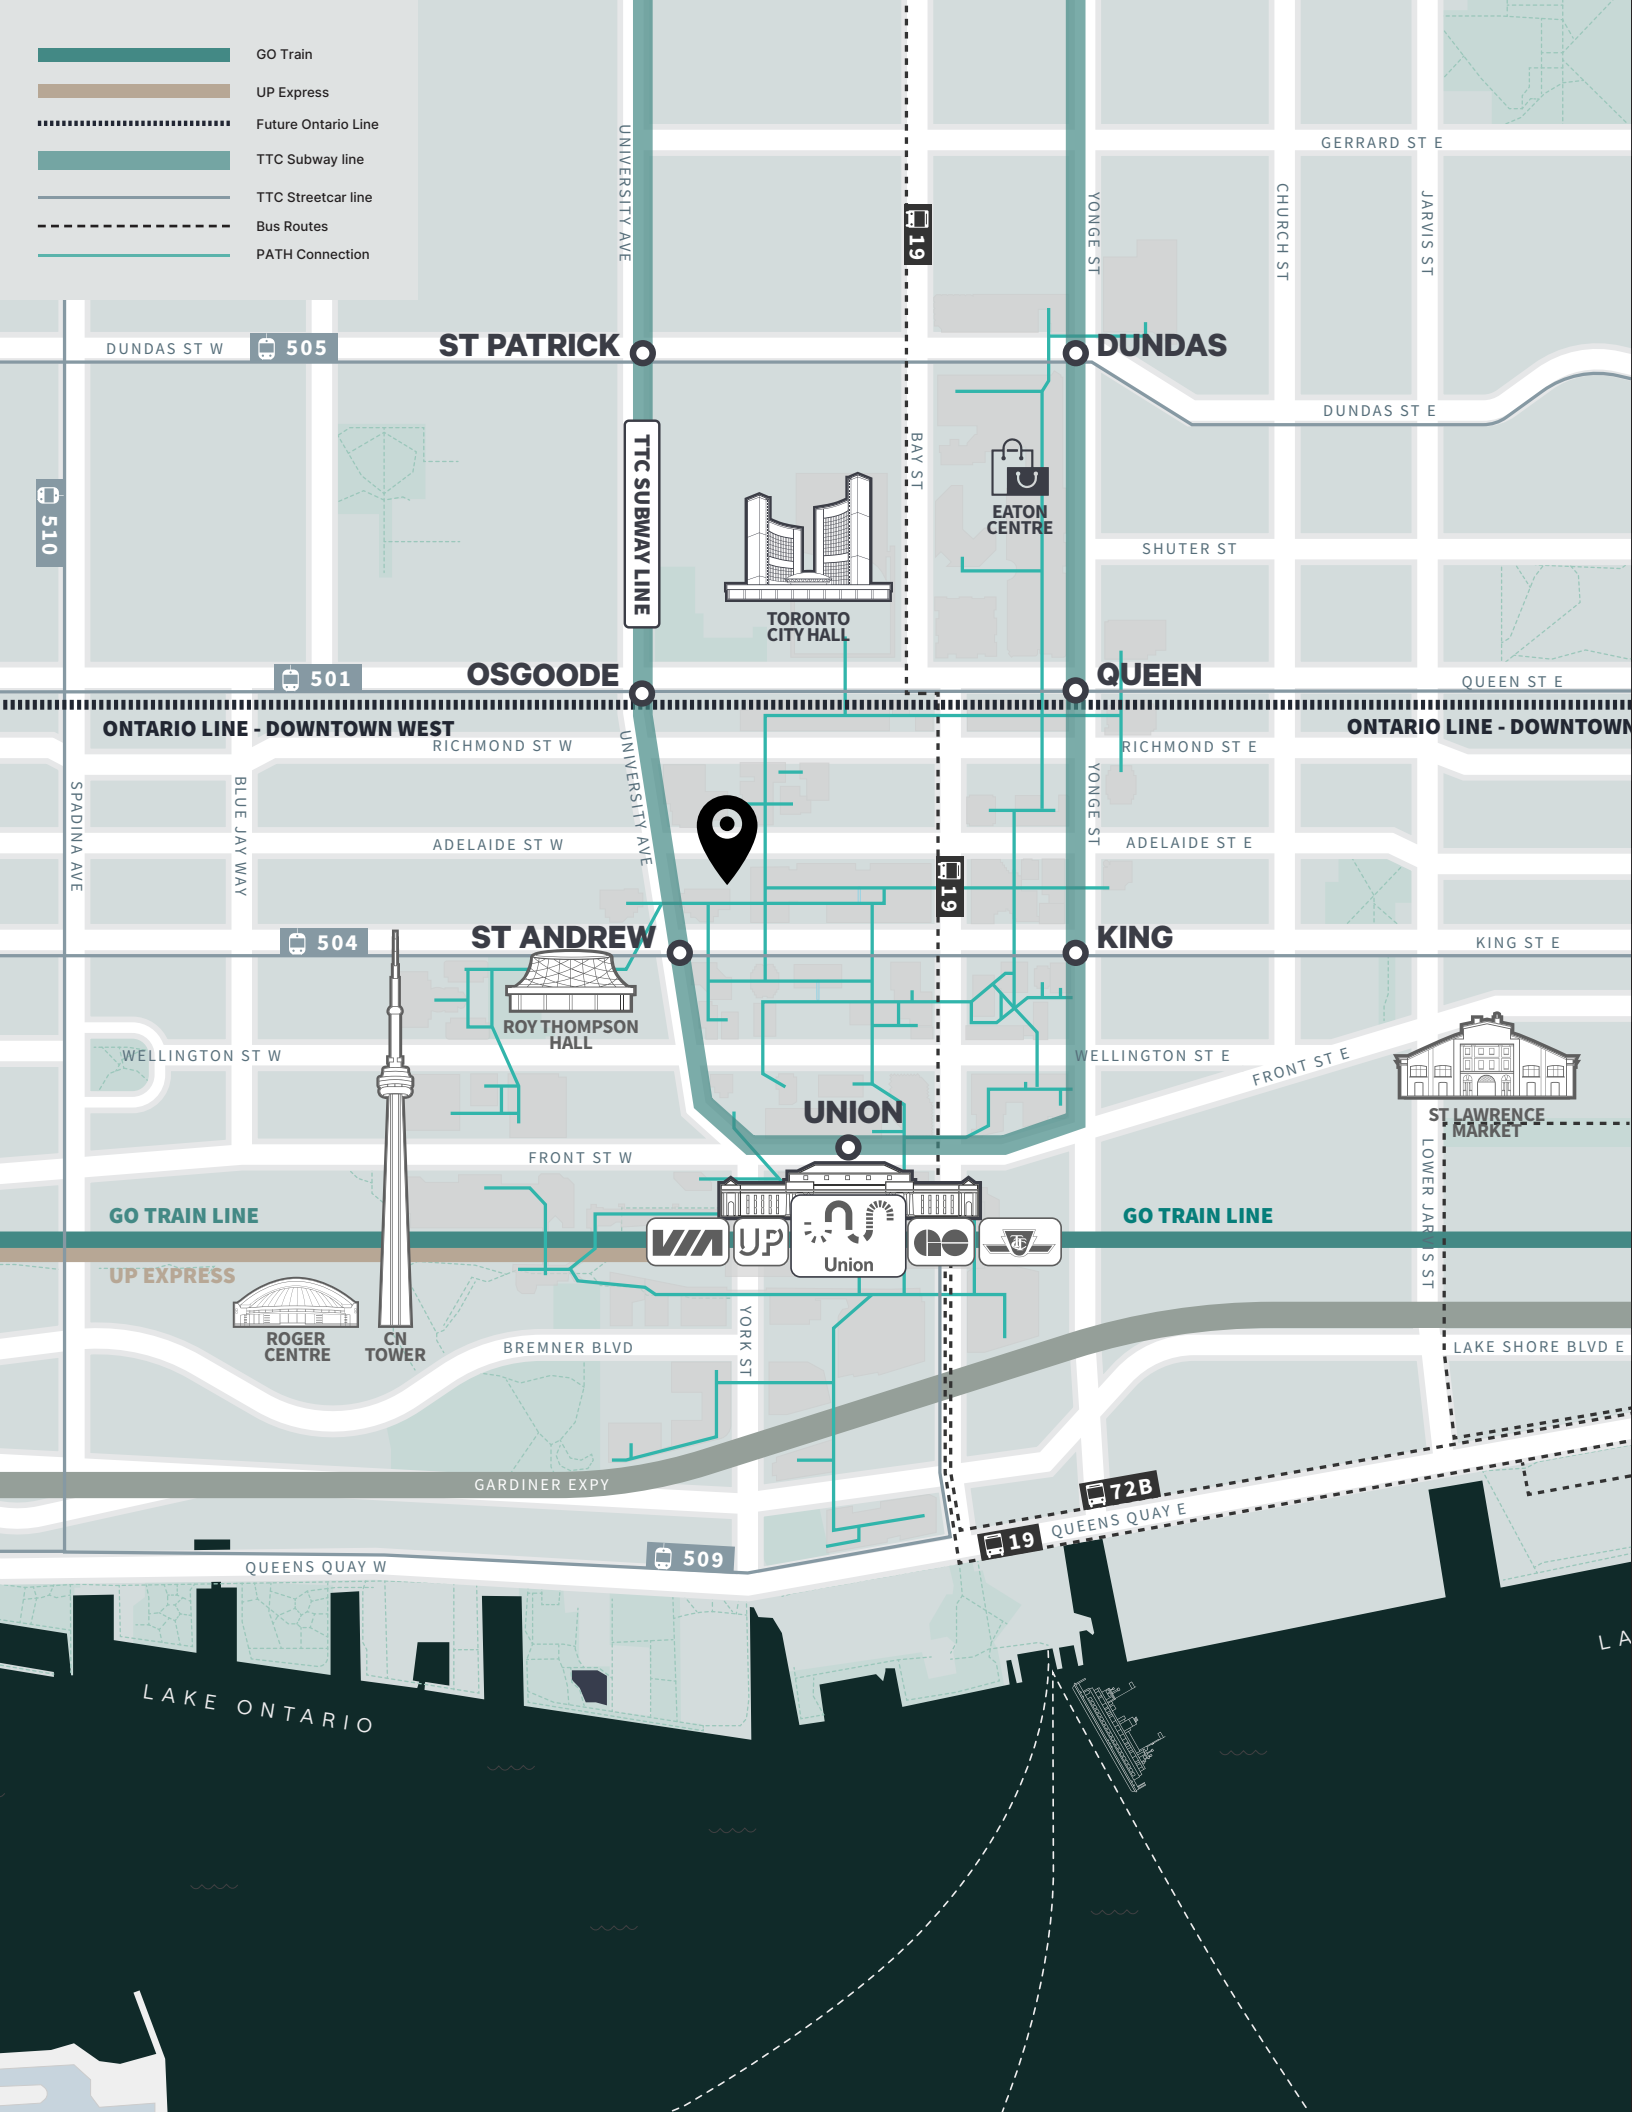 GO Train
UP Express
Future Ontario Line
TTC Subway line
TTC Streetcar line
Bus Routes
PATH Connection
UNIVERSITY AVE
19
YONGE ST
CHURCH ST
JARVIS ST
GERRARD ST E
DUNDAS ST W
505
ST PATRICK
DUNDAS
DUNDAS ST E
510
TTC SUBWAY LINE
BAY ST
EATON
CENTRE
SHUTER ST
TORONTO
CITY HALL
501
OSGOODE
QUEEN
QUEEN ST E
ONTARIO LINE - DOWNTOWN WEST
ONTARIO LINE - DOWNTOWN
RICHMOND ST W
RICHMOND ST E
SPADINA AVE
BLUE JAY WAY
UNIVERSITY AVE
YONGE ST
ADELAIDE ST W
ADELAIDE ST E
19
504
ST ANDREW
KING
KING ST E
ROY THOMPSON
HALL
WELLINGTON ST W
WELLINGTON ST E
FRONT ST E
ST LAWRENCE
MARKET
UNION
FRONT ST W
LOWER JARVIS ST
GO TRAIN LINE
GO TRAIN LINE
VIA
UP
Union
GO
TTC
UP EXPRESS
ROGER
CENTRE
CN
TOWER
BREMNER BLVD
YORK ST
LAKE SHORE BLVD E
GARDINER EXPY
72B
QUEENS QUAY E
19
509
QUEENS QUAY W
LAKE ONTARIO
LA